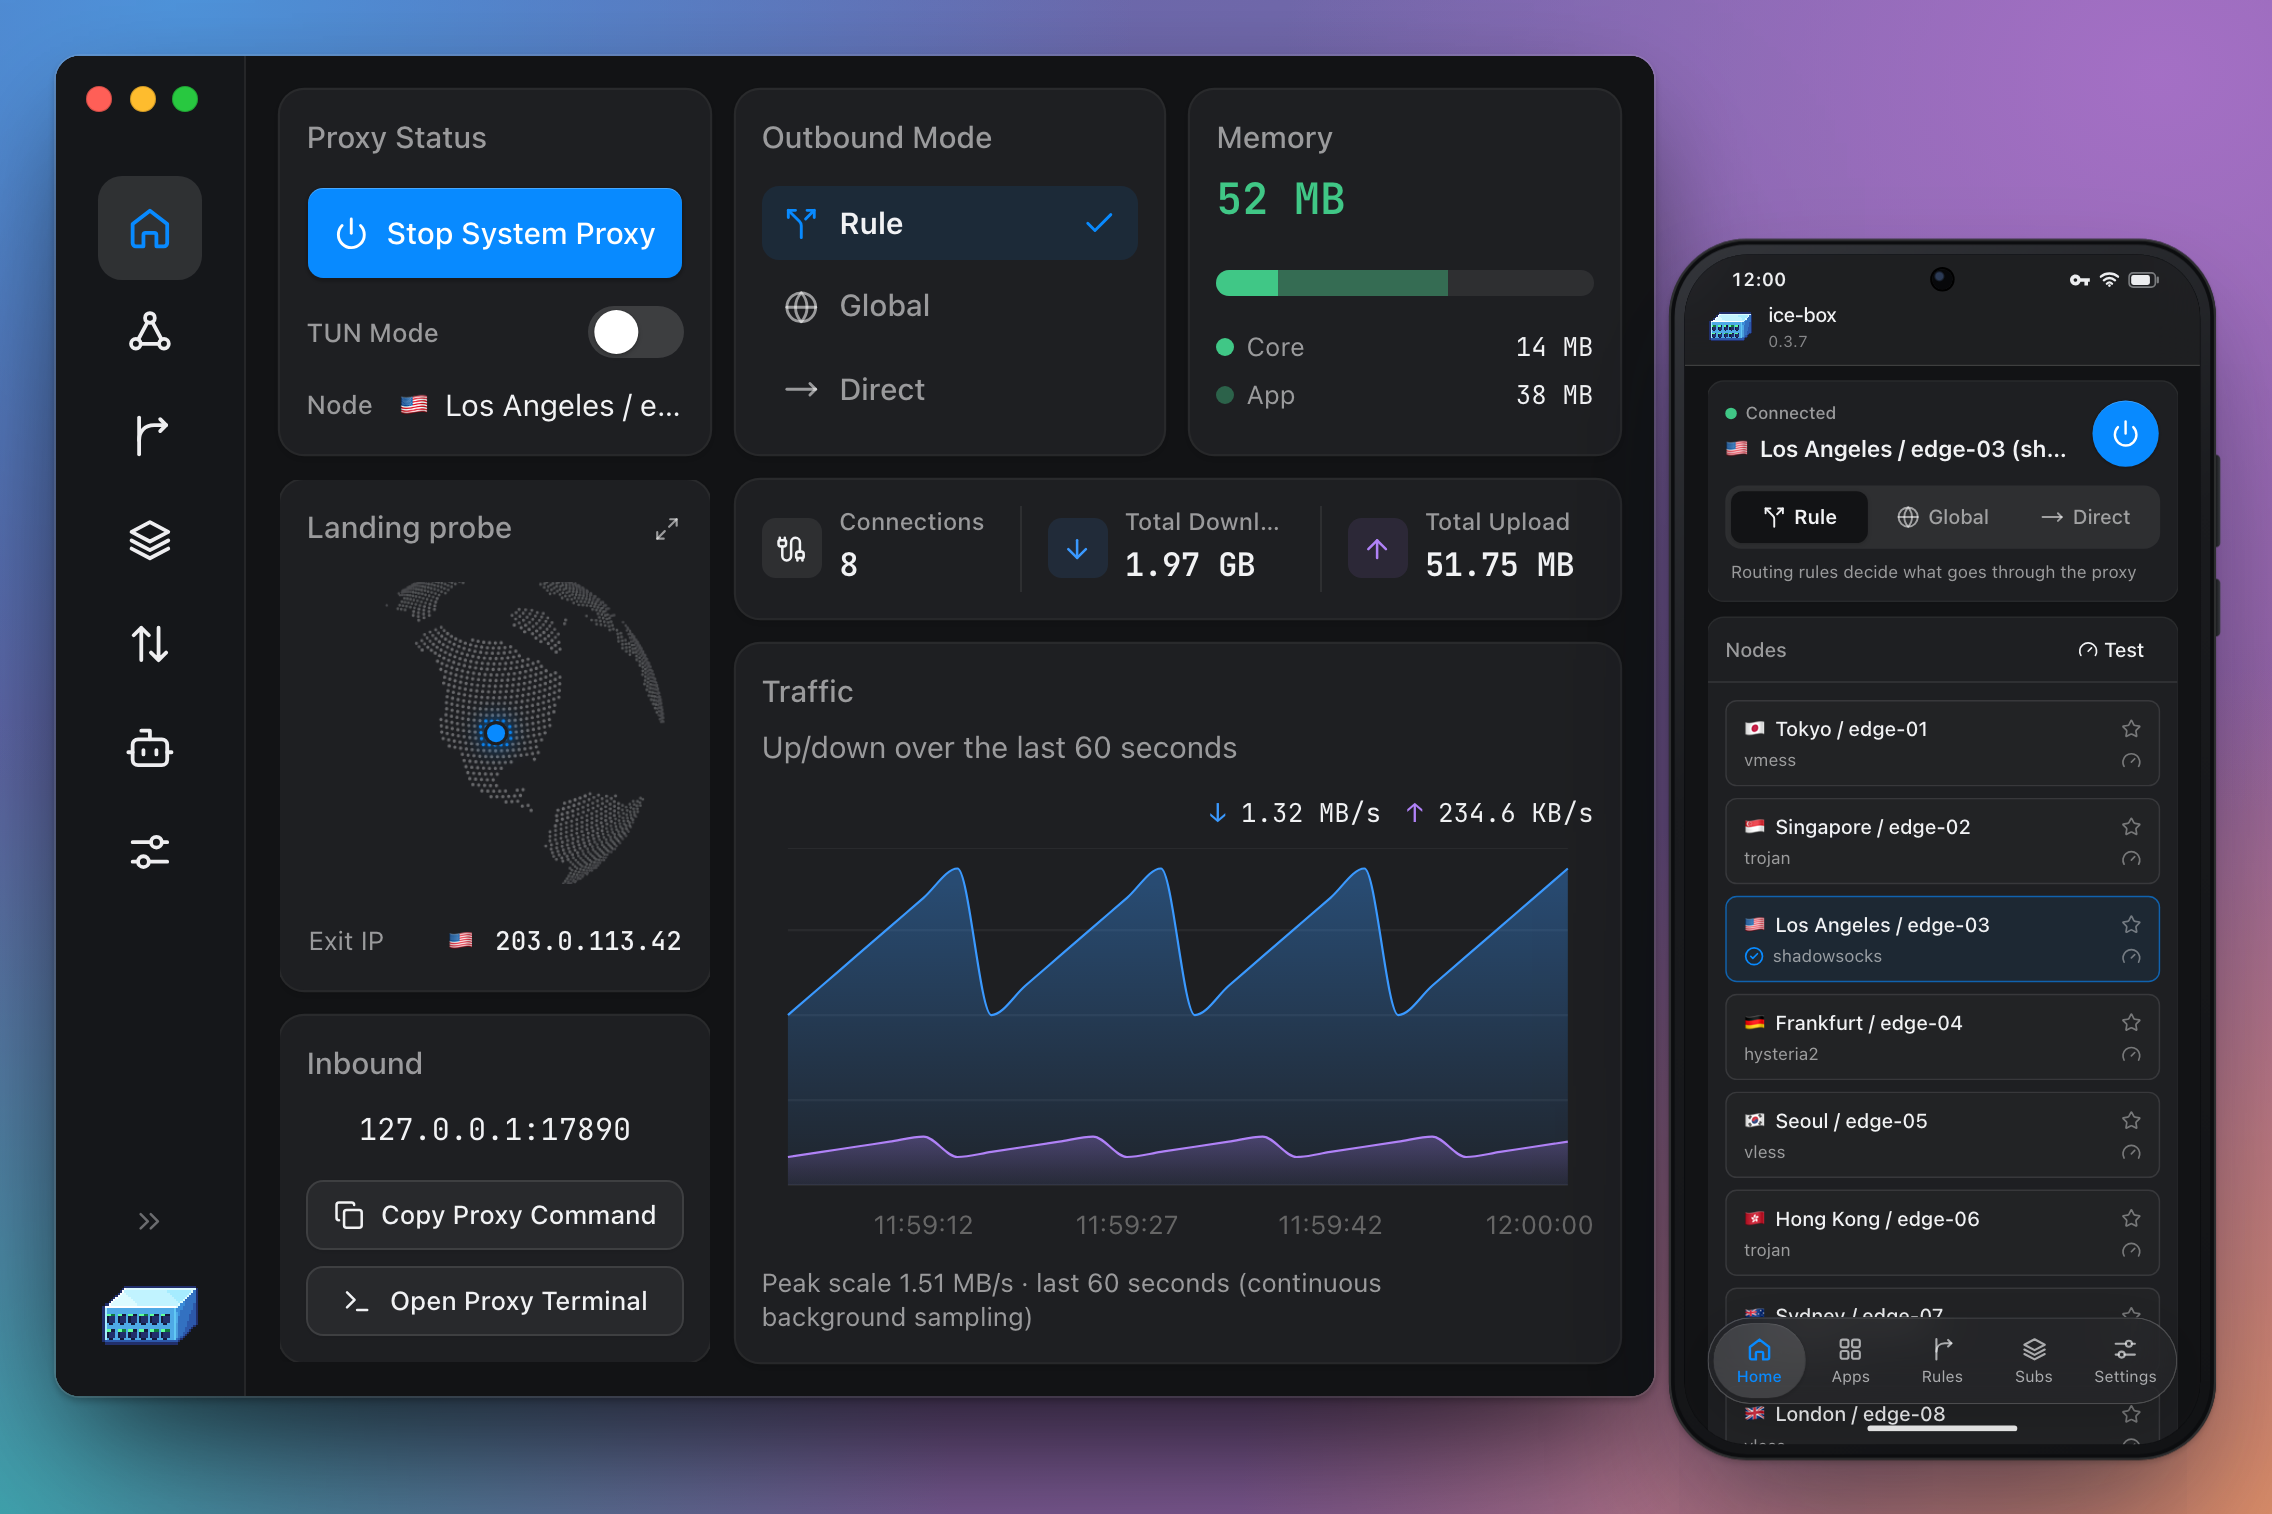 Proxy Status
Stop System Proxy
TUN Mode
Node Los Angeles / e...
Outbound Mode
Rule
Global
Direct
Memory
52 MB
Core 14 MB
App 38 MB
Landing probe
Exit IP 203.0.113.42
Connections
8
Total Downl...
1.97 GB
Total Upload
51.75 MB
Traffic
Up/down over the last 60 seconds
1.32 MB/s 234.6 KB/s
11:59:12 11:59:27 11:59:42 12:00:00
Peak scale 1.51 MB/s · last 60 seconds (continuous
background sampling)
Inbound
127.0.0.1:17890
Copy Proxy Command
Open Proxy Terminal
12:00
ice-box
0.3.7
Connected
Los Angeles / edge-03 (sh...
Rule Global Direct
Routing rules decide what goes through the proxy
Nodes Test
Tokyo / edge-01
vmess
Singapore / edge-02
trojan
Los Angeles / edge-03
shadowsocks
Frankfurt / edge-04
hysteria2
Seoul / edge-05
vless
Hong Kong / edge-06
trojan
Sydney / edge-07
Home Apps Rules Subs Settings
London / edge-08